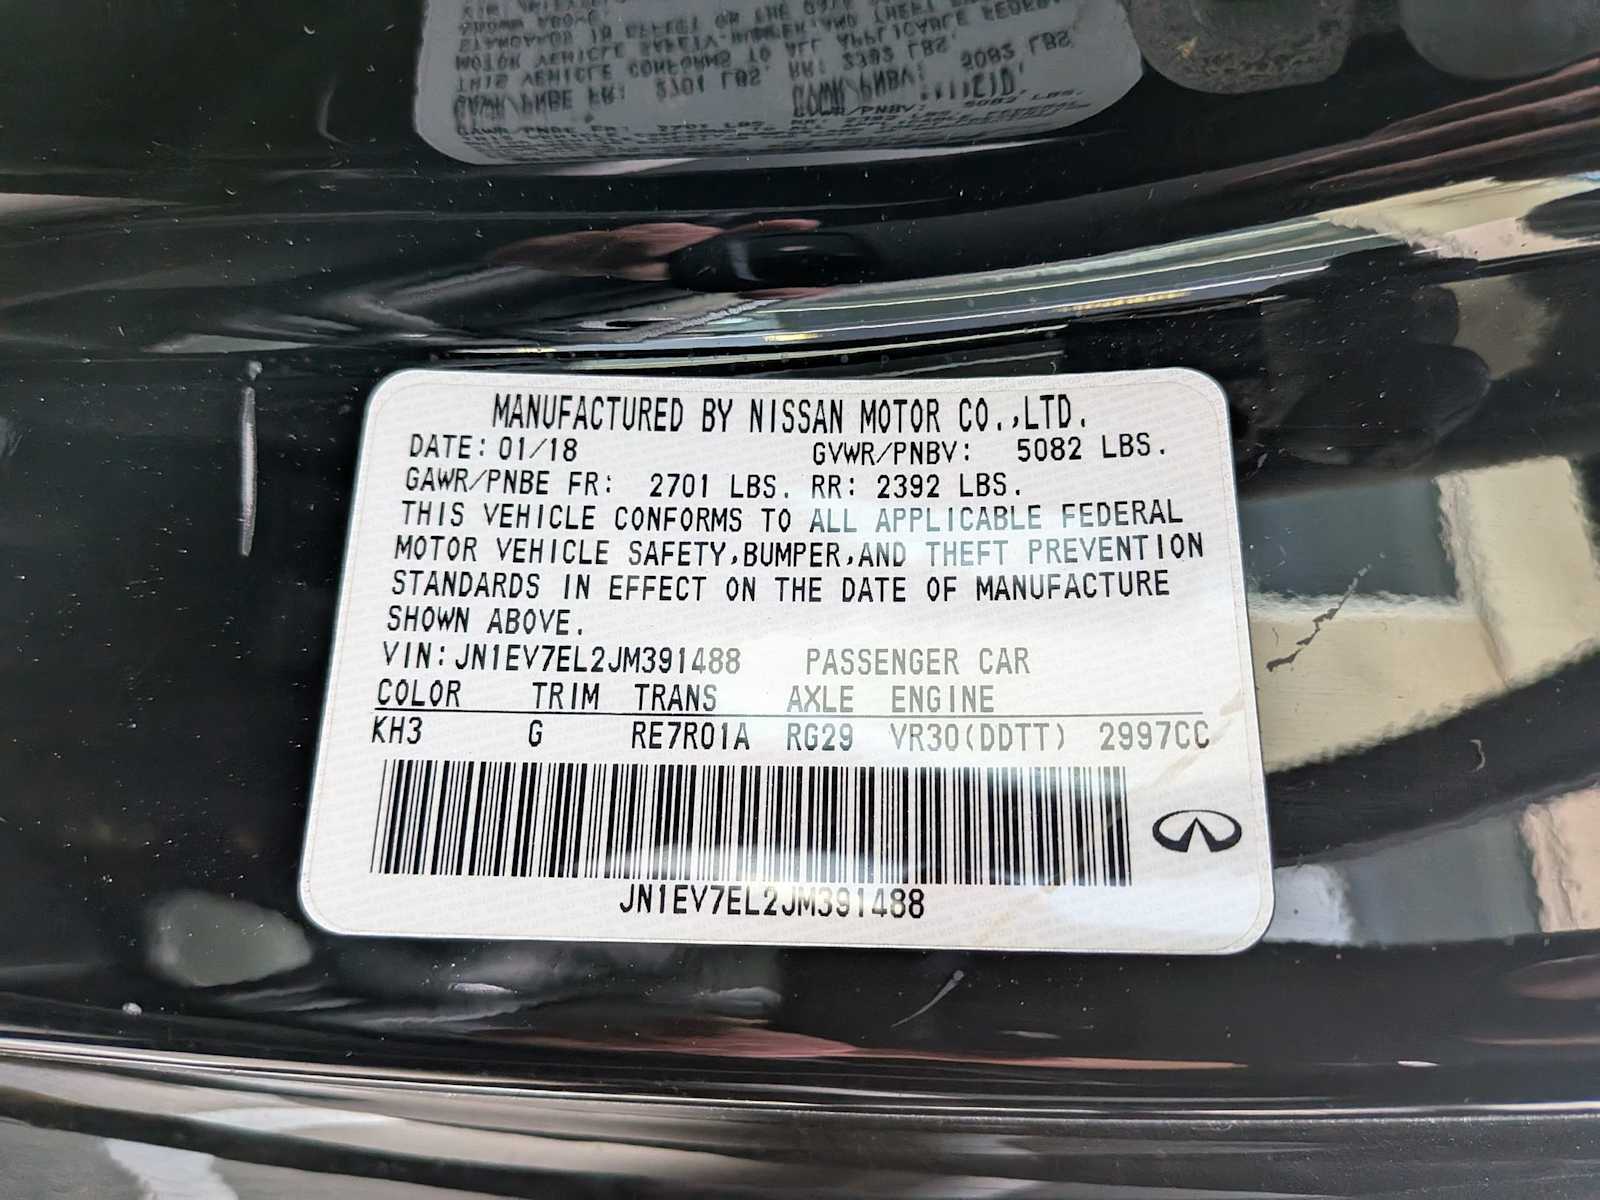 MANUFACTURED BY NISSAN MOTOR CO.,LTD.
DATE: 01/18 GVWR/PNBV: 5082 LBS.
GAWR/PNBE FR: 2701 LBS. RR: 2392 LBS.
THIS VEHICLE CONFORMS TO ALL APPLICABLE FEDERAL
MOTOR VEHICLE SAFETY,BUMPER,AND THEFT PREVENTION
STANDARDS IN EFFECT ON THE DATE OF MANUFACTURE
SHOWN ABOVE.
VIN: JN1EV7EL2JM391488 PASSENGER CAR
COLOR TRIM TRANS AXLE ENGINE
KH3 G RE7R01A RG29 VR30(DDTT) 2997CC
JN1EV7EL2JM391488